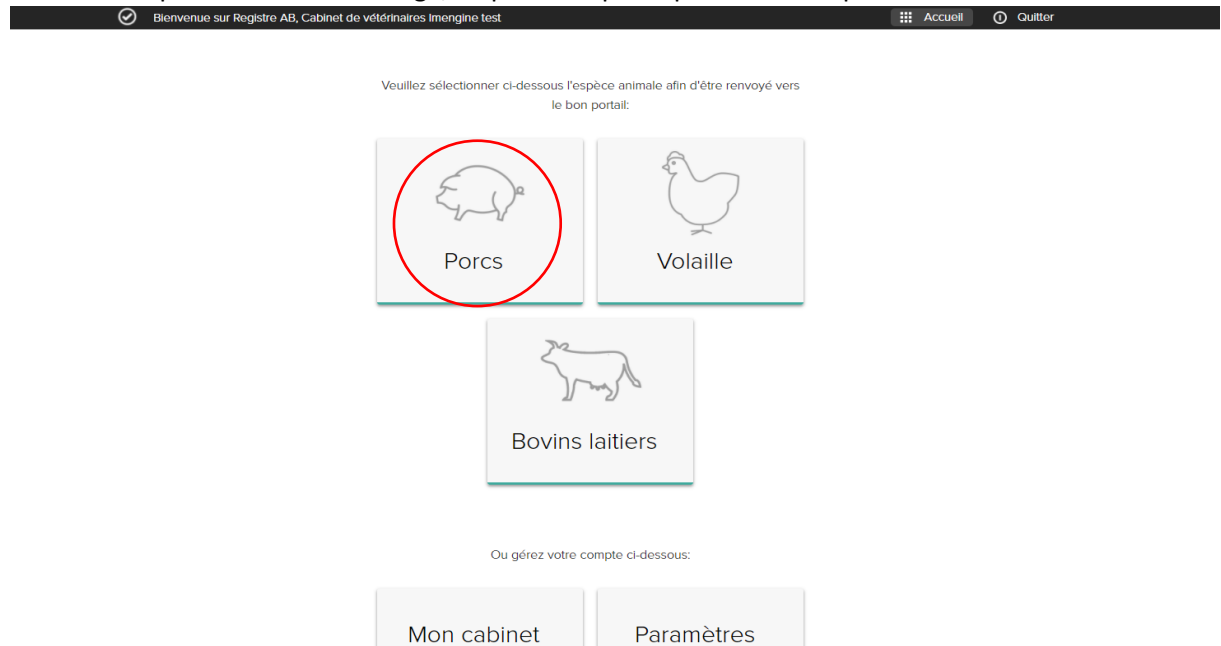 Bienvenue sur Registre AB, Cabinet de vétérinaires Imengine test
Accueil
Quitter
Veuillez sélectionner ci-dessous l'espèce animale afin d'être renvoyé vers
le bon portail:
Porcs
Volaille
Bovins laitiers
Ou gérez votre compte ci-dessous:
Mon cabinet
Paramètres